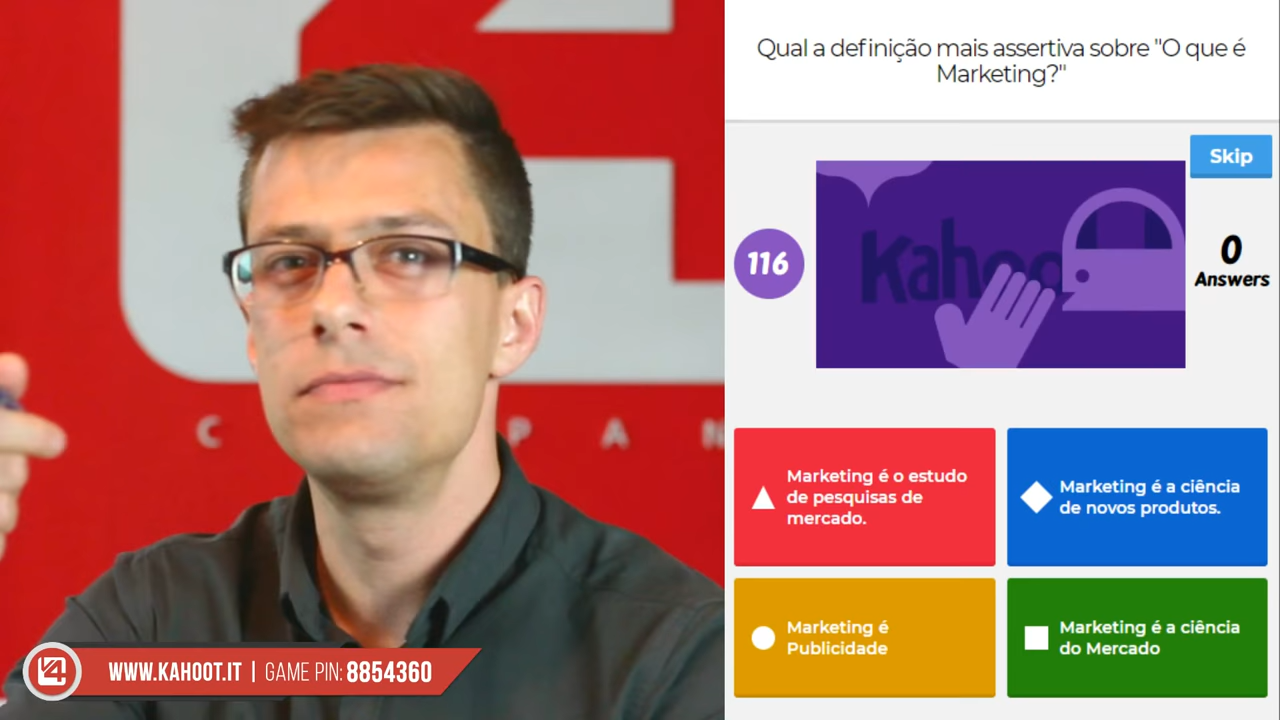 Qual a definição mais assertiva sobre "O que é
Marketing?"
Skip
116
Kahoo
0
Answers
Marketing é o estudo
de pesquisas de
mercado.
Marketing é a ciência
de novos produtos.
Marketing é
Publicidade
Marketing é a ciência
do Mercado
C P A N
WWW.KAHOOT.IT | GAME PIN: 8854360